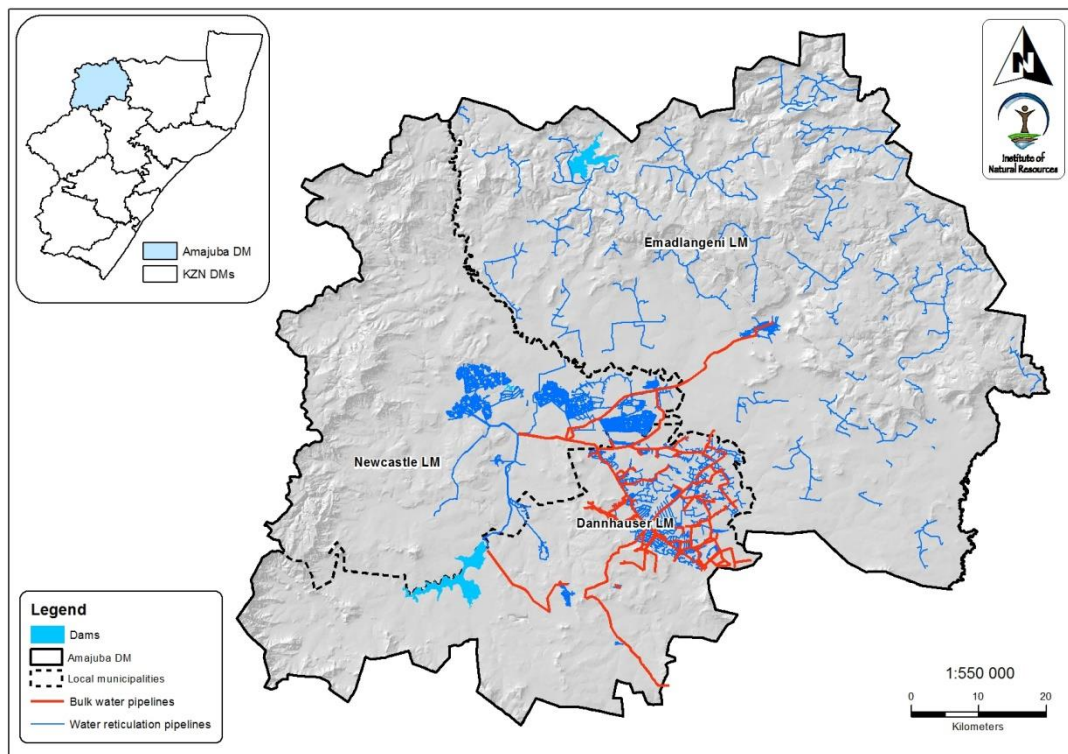 Amajuba DM
KZN DMs
N
Institute of
Natural Resources
Emadlangeni LM
Newcastle LM
Dannhauser LM
Legend
Dams
Amajuba DM
Local municipalities
Bulk water pipelines
Water reticulation pipelines
1:550 000
0 10 20
Kilometers